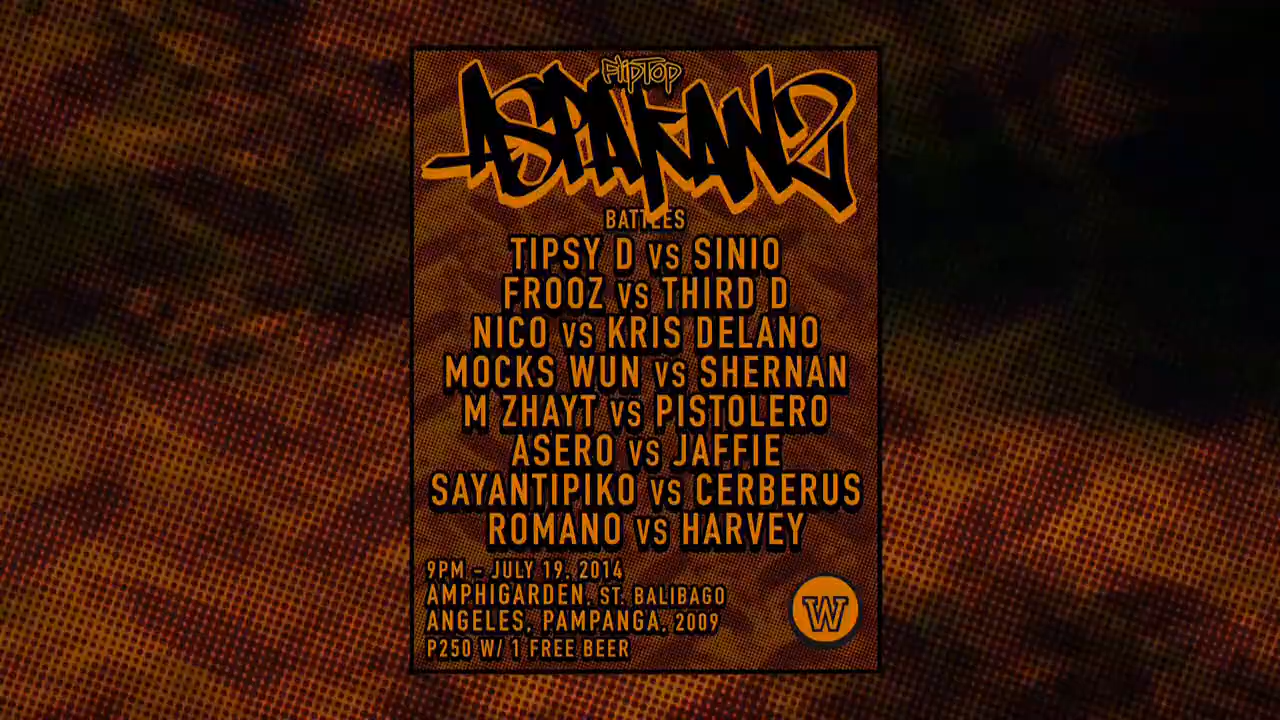 FlipTop
ASPAKAN 2
BATTLES
TIPSY D VS SINIO
FROOZ VS THIRD D
NICO VS KRIS DELANO
MOCKS WUN VS SHERNAN
M ZHAYT VS PISTOLERO
ASERO VS JAFFIE
SAYANTIPIKO VS CERBERUS
ROMANO VS HARVEY
9PM - JULY 19, 2014
AMPHIGARDEN, ST. BALIBAGO
ANGELES, PAMPANGA, 2009
P250 W/ 1 FREE BEER
W